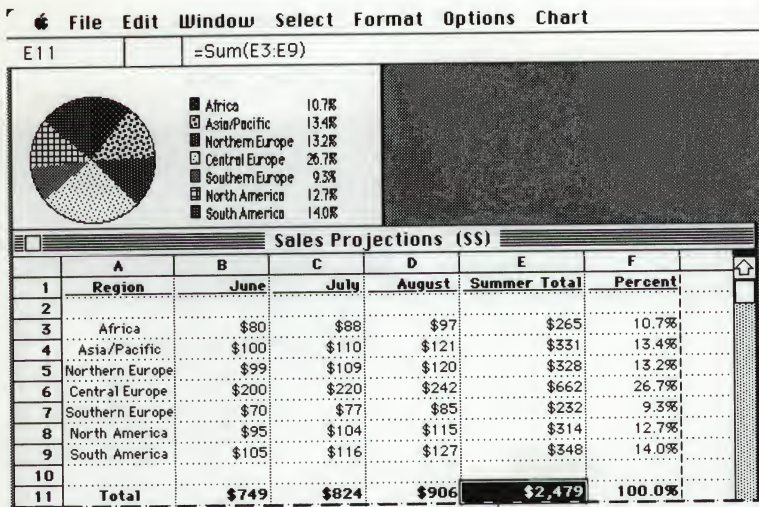 File Edit Window Select Format Options Chart
E11 =Sum(E3:E9)
Africa 10.7%
Asia/Pacific 13.4%
Northern Europe 13.2%
Central Europe 26.7%
Southern Europe 9.3%
North America 12.7%
South America 14.0%
Sales Projections (SS)
A B C D E F
1 Region June July August Summer Total Percent
2
3 Africa $80 $88 $97 $265 10.7%
4 Asia/Pacific $100 $110 $121 $331 13.4%
5 Northern Europe $99 $109 $120 $328 13.2%
6 Central Europe $200 $220 $242 $662 26.7%
7 Southern Europe $70 $77 $85 $232 9.3%
8 North America $95 $104 $115 $314 12.7%
9 South America $105 $116 $127 $348 14.0%
10
11 Total $749 $824 $906 $2,479 100.0%